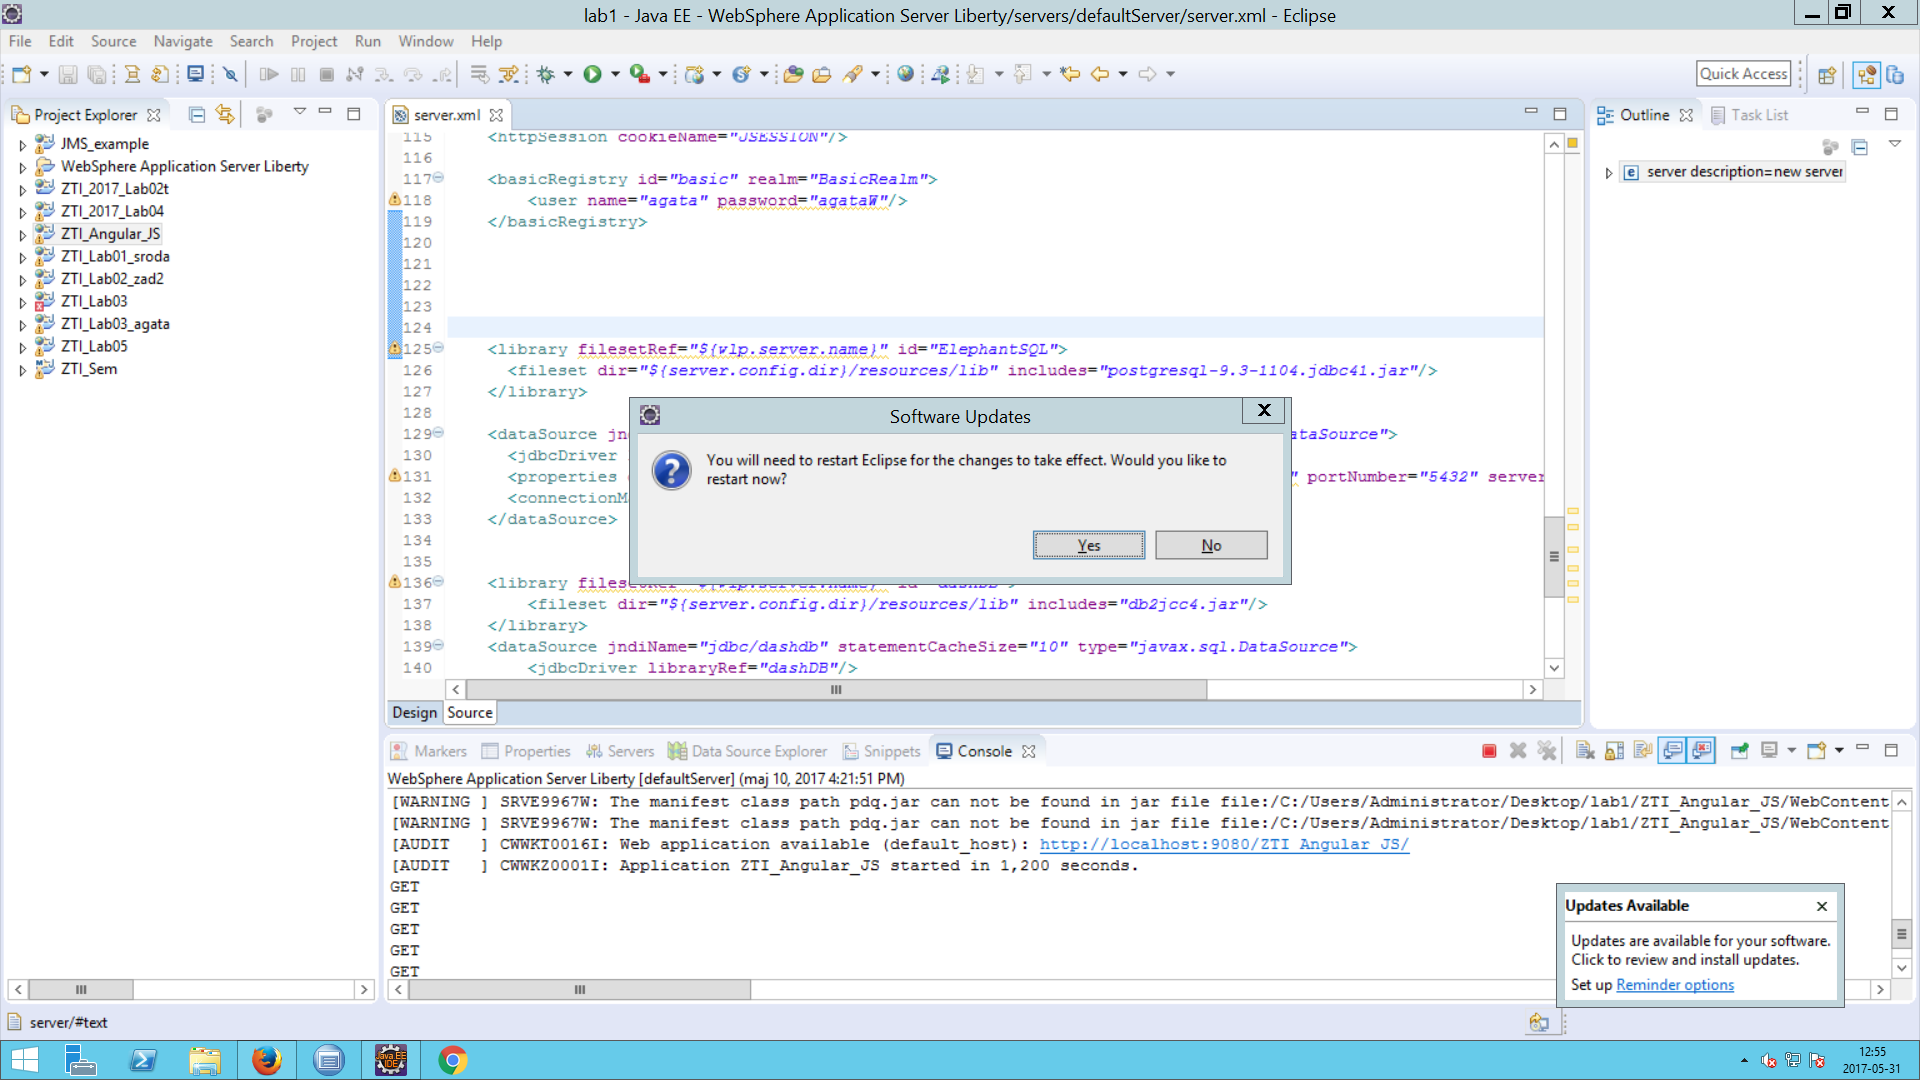 lab1 - Java EE - WebSphere Application Server Liberty/servers/defaultServer/server.xml - Eclipse
File Edit Source Navigate Search Project Run Window Help
Quick Access
Project Explorer
JMS_example
WebSphere Application Server Liberty
ZTI_2017_Lab02t
ZTI_2017_Lab04
ZTI_Angular_JS
ZTI_Lab01_sroda
ZTI_Lab02_zad2
ZTI_Lab03
ZTI_Lab03_agata
ZTI_Lab05
ZTI_Sem
server.xml
115 <httpSession cookieName="JSESSION"/>
116
117 <basicRegistry id="basic" realm="BasicRealm">
118 <user name="agata" password="agataW"/>
119 </basicRegistry>
120
121
122
123
124
125 <library filesetRef="${wlp.server.name}" id="ElephantSQL">
126 <fileset dir="${server.config.dir}/resources/lib" includes="postgresql-9.3-1104.jdbc41.jar"/>
127 </library>
128
129 <dataSource jn ataSource">
130 <jdbcDriver
131 <properties " portNumber="5432" server
132 <connectionM
133 </dataSource>
134
135
136 <library
137 <fileset dir="${server.config.dir}/resources/lib" includes="db2jcc4.jar"/>
138 </library>
139 <dataSource jndiName="jdbc/dashdb" statementCacheSize="10" type="javax.sql.DataSource">
140 <jdbcDriver libraryRef="dashDB"/>
Design Source
Software Updates
You will need to restart Eclipse for the changes to take effect. Would you like to
restart now?
Yes No
Outline Task List
server description=new server
Markers Properties Servers Data Source Explorer Snippets Console
WebSphere Application Server Liberty [defaultServer] (maj 10, 2017 4:21:51 PM)
[WARNING ] SRVE9967W: The manifest class path pdq.jar can not be found in jar file file:/C:/Users/Administrator/Desktop/lab1/ZTI_Angular_JS/WebContent
[WARNING ] SRVE9967W: The manifest class path pdq.jar can not be found in jar file file:/C:/Users/Administrator/Desktop/lab1/ZTI_Angular_JS/WebContent
[AUDIT ] CWWKT0016I: Web application available (default_host): http://localhost:9080/ZTI_Angular_JS/
[AUDIT ] CWWKZ0001I: Application ZTI_Angular_JS started in 1,200 seconds.
GET
GET
GET
GET
GET
Updates Available
Updates are available for your software.
Click to review and install updates.
Set up Reminder options
server/#text
Java EE
IDE
12:55
2017-05-31